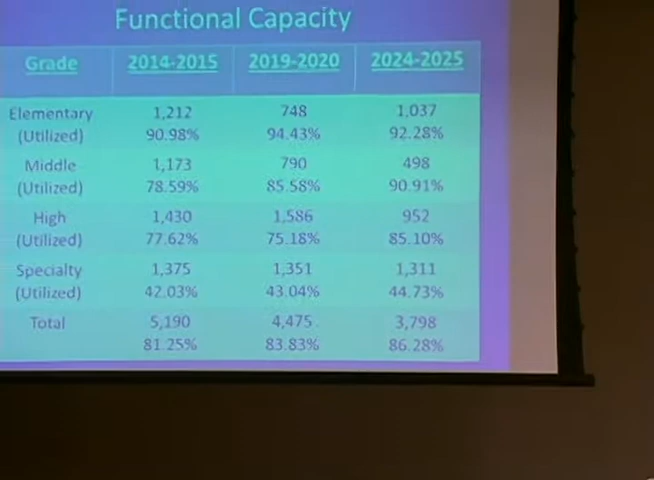 Functional Capacity
Grade 2014-2015 2019-2020 2024-2025
Elementary 1,212 748 1,037
(Utilized) 90.98% 94.43% 92.28%
Middle 1,173 790 498
(Utilized) 78.59% 85.58% 90.91%
High 1,430 1,586 952
(Utilized) 77.62% 75.18% 85.10%
Specialty 1,375 1,351 1,311
(Utilized) 42.03% 43.04% 44.73%
Total 5,190 4,475 3,798
81.25% 83.83% 86.28%